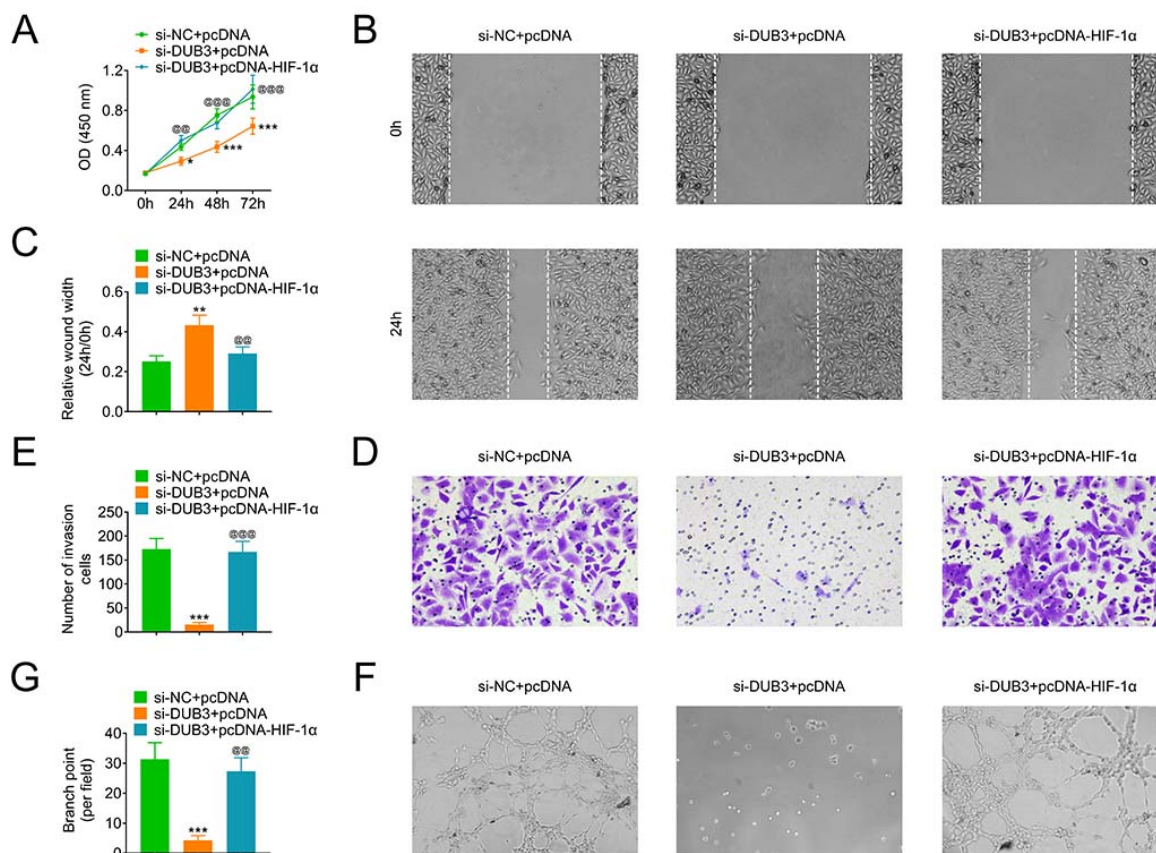 A
si-NC+pcDNA
si-DUB3+pcDNA
si-DUB3+pcDNA-HIF-1α
OD (450 nm)
1.2
0.8
0.4
0.0
@@
@@@
@@@
*
***
***
0h 24h 48h 72h
B
si-NC+pcDNA si-DUB3+pcDNA si-DUB3+pcDNA-HIF-1α
0h
24h
C
si-NC+pcDNA
si-DUB3+pcDNA
si-DUB3+pcDNA-HIF-1α
Relative wound width
(24h/0h)
0.6
0.4
0.2
0.0
**
@@
E
si-NC+pcDNA
si-DUB3+pcDNA
si-DUB3+pcDNA-HIF-1α
Number of invasion
cells
250
200
150
100
50
0
***
@@@
D
si-NC+pcDNA si-DUB3+pcDNA si-DUB3+pcDNA-HIF-1α
G
si-NC+pcDNA
si-DUB3+pcDNA
si-DUB3+pcDNA-HIF-1α
Branch point
(per field)
40
30
20
10
0
***
@@
F
si-NC+pcDNA si-DUB3+pcDNA si-DUB3+pcDNA-HIF-1α